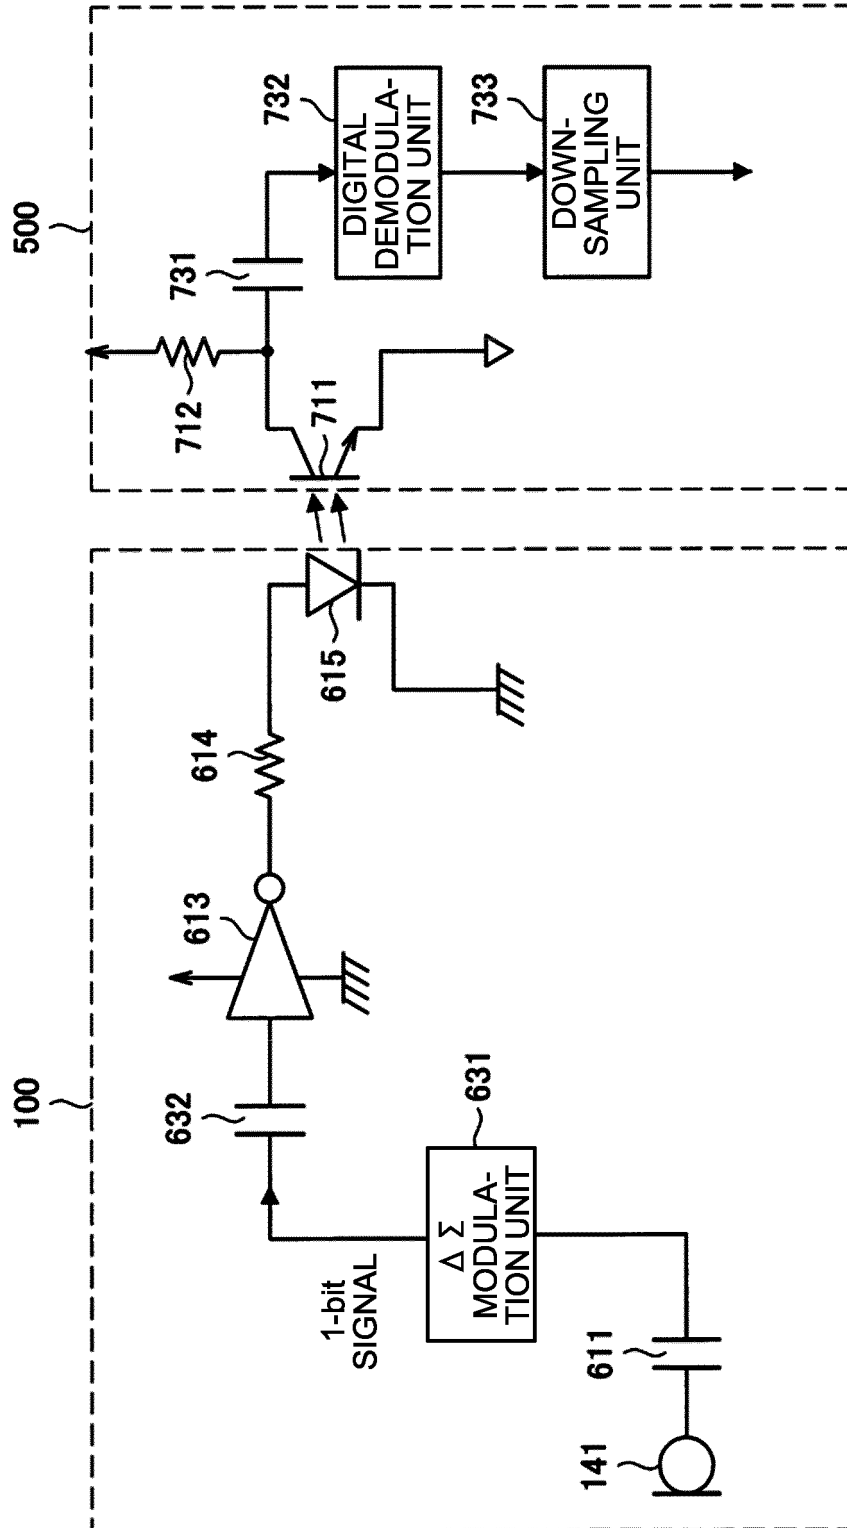 100
500
141
611
ΔΣ
MODULA-
TION UNIT
631
1-bit
SIGNAL
632
613
614
615
711
712
731
DIGITAL
DEMODULA-
TION UNIT
732
DOWN-
SAMPLING
UNIT
733